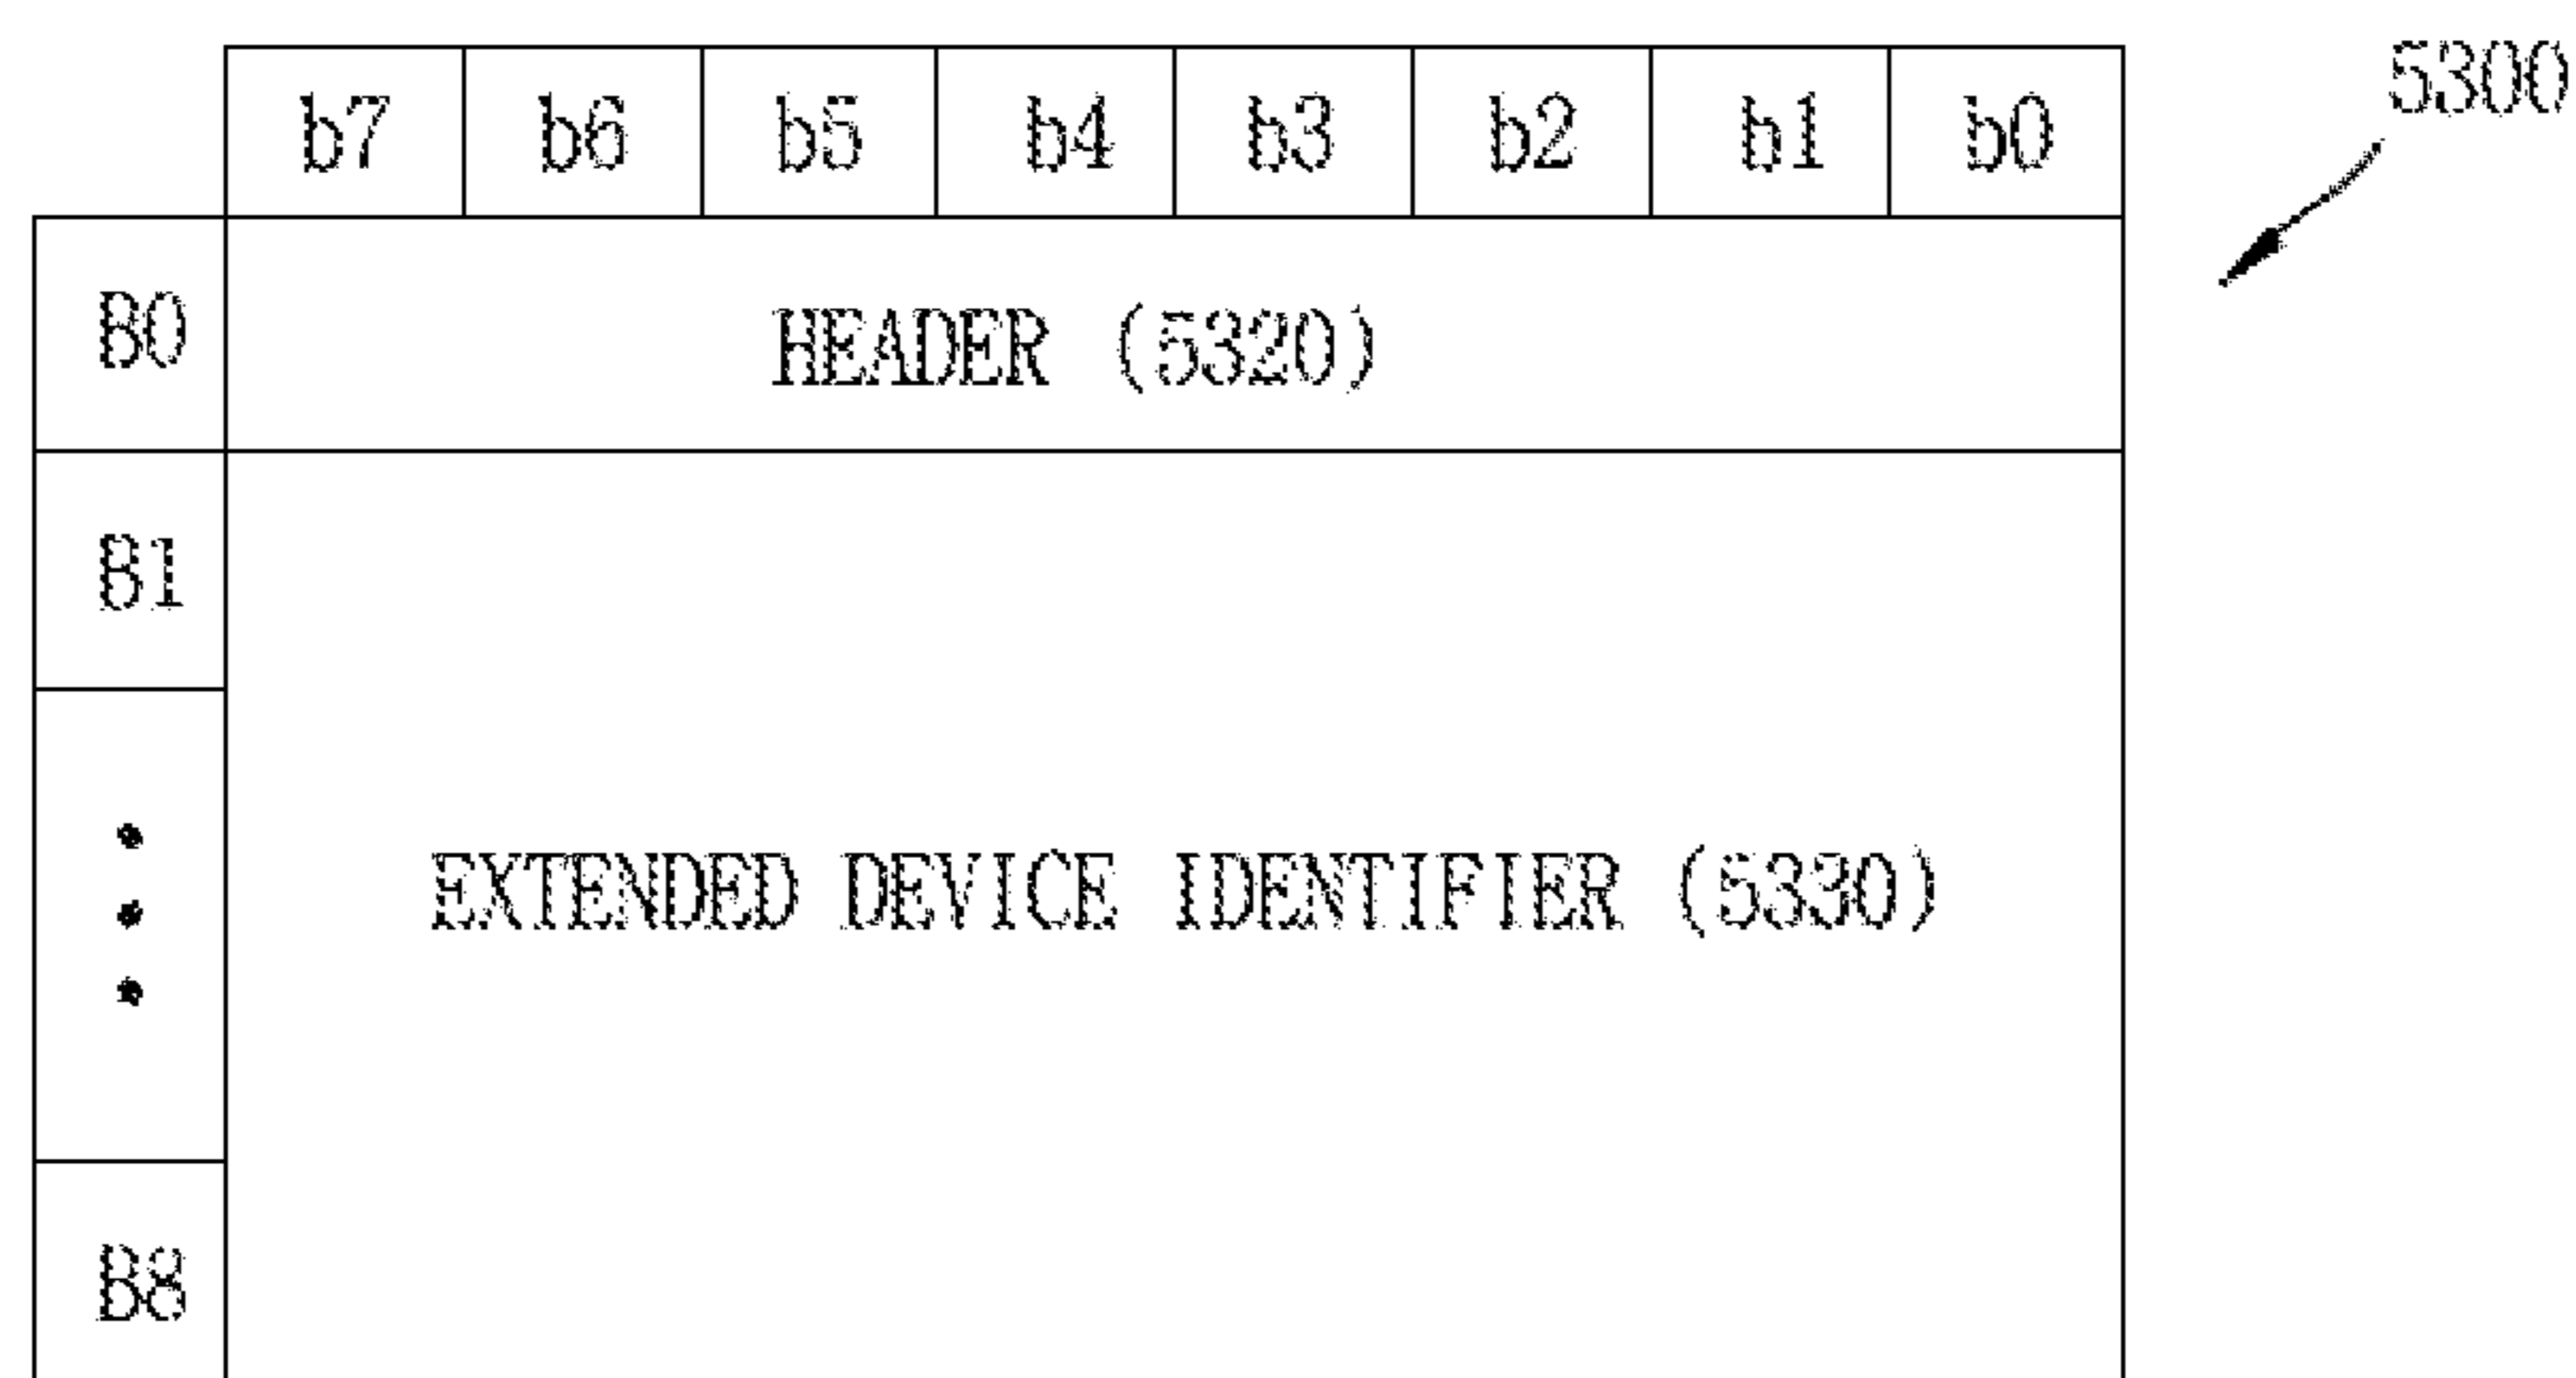 5300
b7 b6 b5 b4 b3 b2 b1 b0
B0 HEADER (5320)
B1
EXTENDED DEVICE IDENTIFIER (5330)
B8